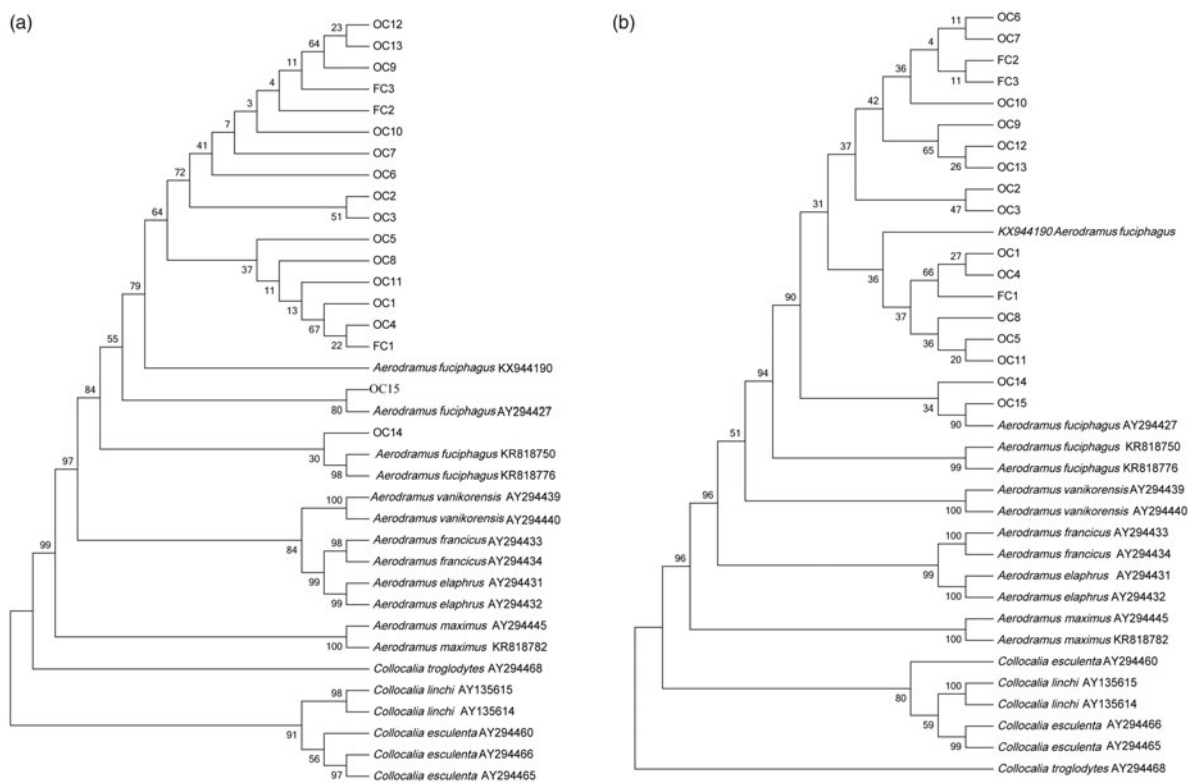 (a)
23
OC12
64
OC13
11
OC9
4
FC3
3
FC2
7
OC10
41
OC7
72
OC6
OC2
64
51
OC3
OC5
37
OC8
79
11
OC11
13
OC1
67
OC4
55
22
FC1
Aerodramus fuciphagus KX944190
84
OC15
80
Aerodramus fuciphagus AY294427
OC14
97
30
Aerodramus fuciphagus KR818750
98
Aerodramus fuciphagus KR818776
100
Aerodramus vanikorensis AY294439
Aerodramus vanikorensis AY294440
99
84
98
Aerodramus francicus AY294433
Aerodramus francicus AY294434
99
Aerodramus elaphrus AY294431
99
Aerodramus elaphrus AY294432
Aerodramus maximus AY294445
100
Aerodramus maximus KR818782
Collocalia troglodytes AY294468
98
Collocalia linchi AY135615
Collocalia linchi AY135614
91
Collocalia esculenta AY294460
56
Collocalia esculenta AY294466
97
Collocalia esculenta AY294465
(b)
11
OC6
4
OC7
36
FC2
11
FC3
42
OC10
OC9
37
65
OC12
26
OC13
OC2
31
47
OC3
KX944190 Aerodramus fuciphagus
27
OC1
66
OC4
36
FC1
90
37
OC8
36
OC5
20
OC11
94
OC14
34
OC15
90
Aerodramus fuciphagus AY294427
51
Aerodramus fuciphagus KR818750
99
Aerodramus fuciphagus KR818776
96
Aerodramus vanikorensis AY294439
100
Aerodramus vanikorensis AY294440
100
Aerodramus francicus AY294433
96
Aerodramus francicus AY294434
99
Aerodramus elaphrus AY294431
100
Aerodramus elaphrus AY294432
Aerodramus maximus AY294445
100
Aerodramus maximus KR818782
Collocalia esculenta AY294460
80
100
Collocalia linchi AY135615
Collocalia linchi AY135614
59
Collocalia esculenta AY294466
99
Collocalia esculenta AY294465
Collocalia troglodytes AY294468